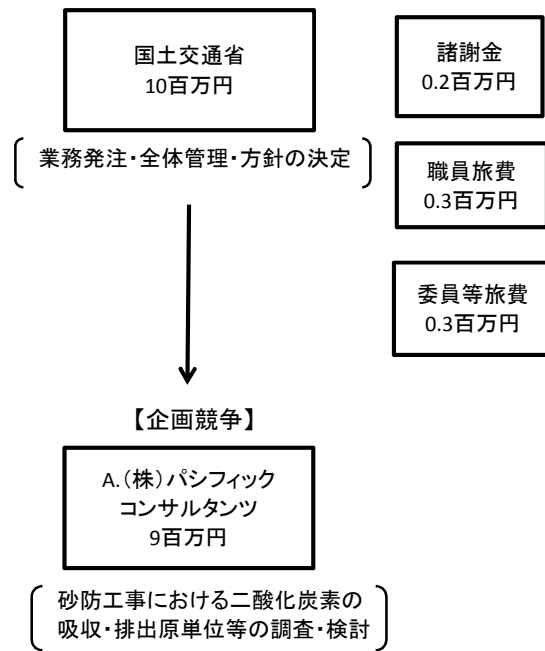 国土交通省
10百万円
業務発注・全体管理・方針の決定
諸謝金
0.2百万円
職員旅費
0.3百万円
委員等旅費
0.3百万円
【企画競争】
A.(株)パシフィック
コンサルタンツ
9百万円
砂防工事における二酸化炭素の
吸収・排出原単位等の調査・検討